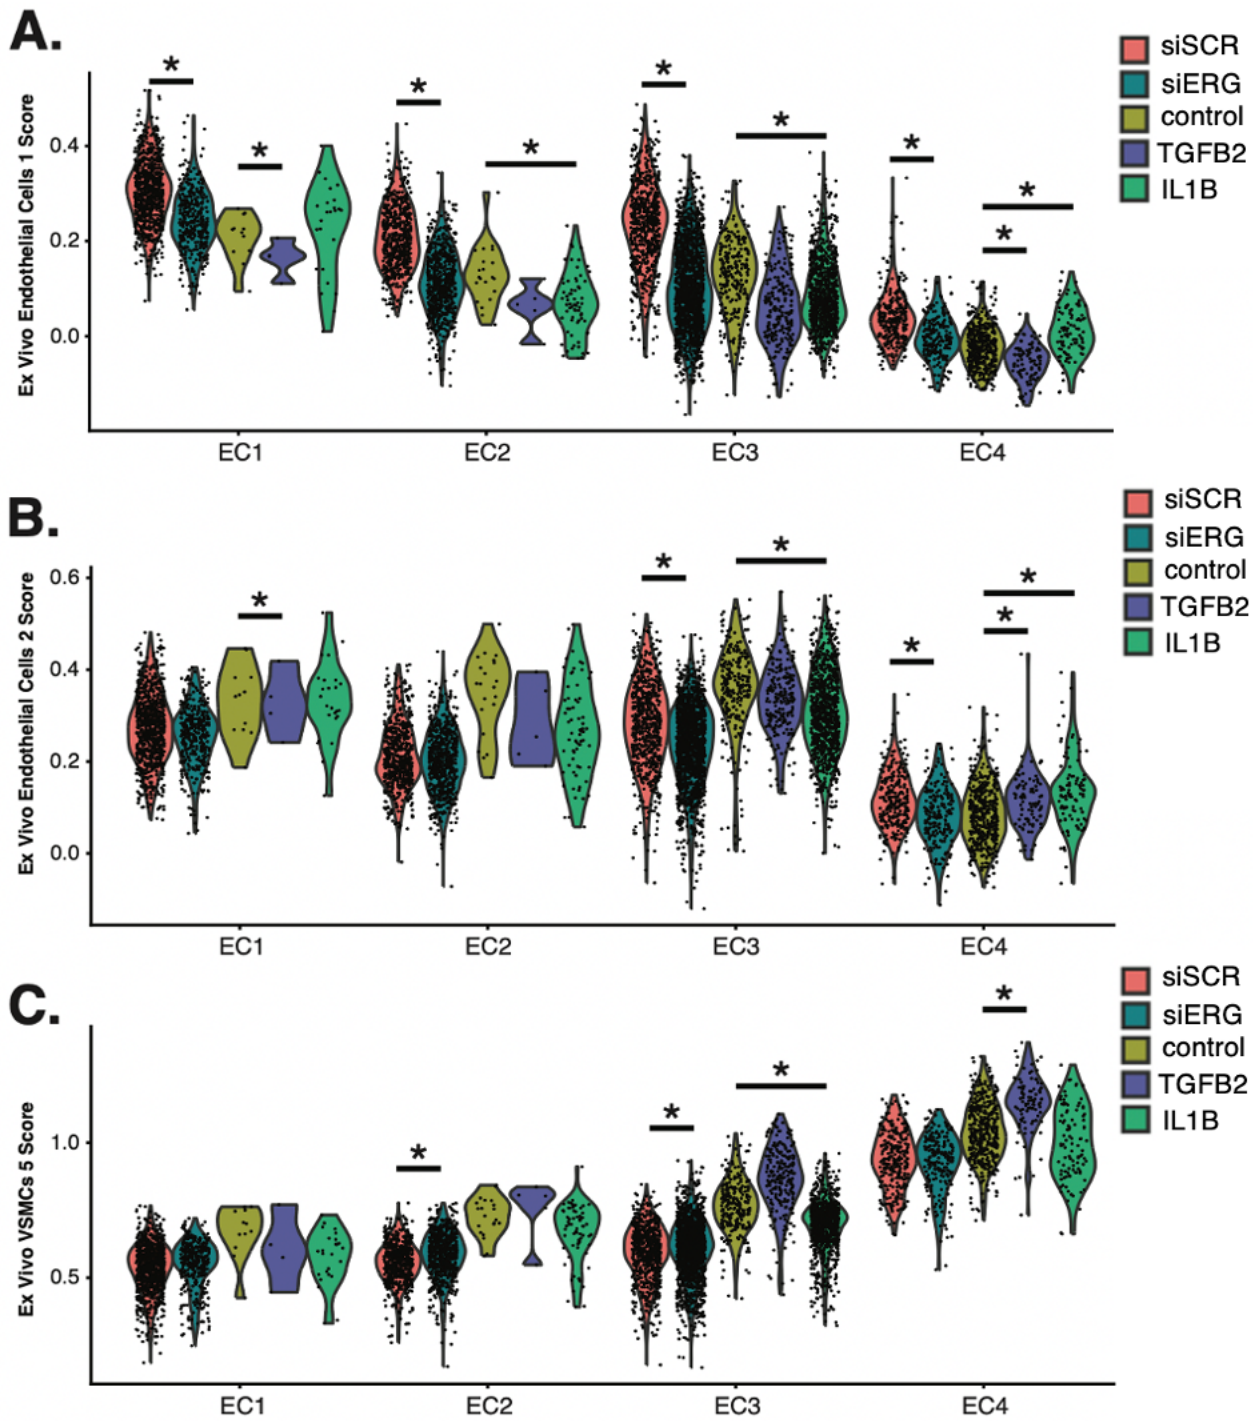 A.
*
*
*
*
*
*
*
*
*
Ex Vivo Endothelial Cells 1 Score
0.4
0.2
0.0
EC1
EC2
EC3
EC4
siSCR
siERG
control
TGFB2
IL1B
B.
*
*
*
*
*
*
Ex Vivo Endothelial Cells 2 Score
0.6
0.4
0.2
0.0
EC1
EC2
EC3
EC4
siSCR
siERG
control
TGFB2
IL1B
C.
*
*
*
*
Ex Vivo VSMCs 5 Score
1.0
0.5
EC1
EC2
EC3
EC4
siSCR
siERG
control
TGFB2
IL1B